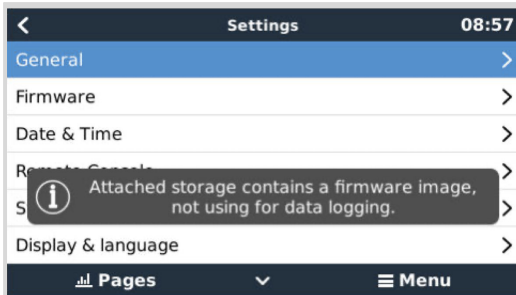 Settings
08:57
General
Firmware
Date & Time
Attached storage contains a firmware image,
not using for data logging.
Display & language
Pages
Menu